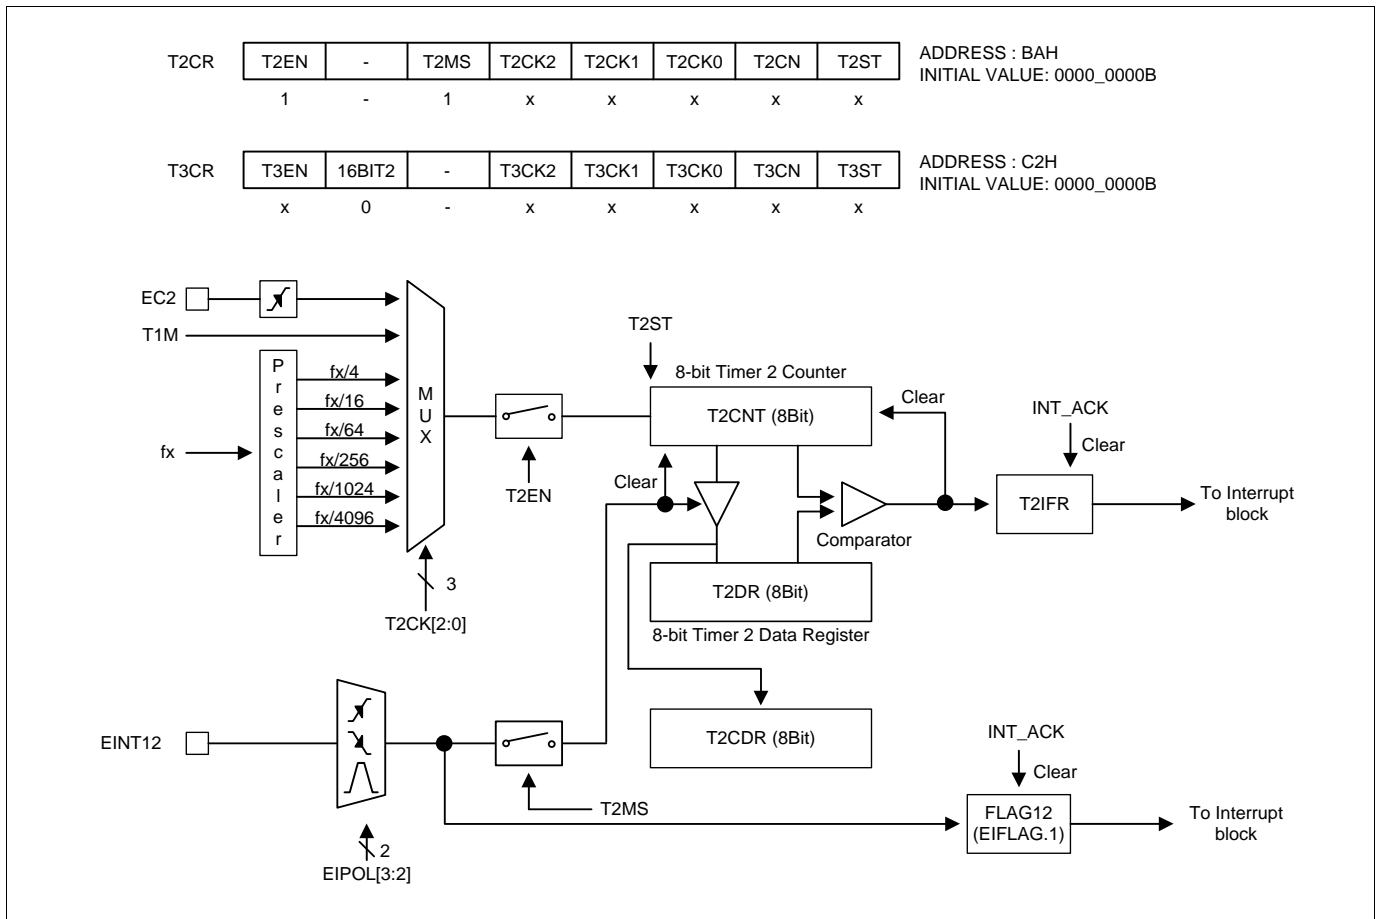 T2CR T2EN - T2MS T2CK2 T2CK1 T2CK0 T2CN T2ST ADDRESS : BAH
INITIAL VALUE: 0000_0000B
1 - 1 x x x x x
T3CR T3EN 16BIT2 - T3CK2 T3CK1 T3CK0 T3CN T3ST ADDRESS : C2H
INITIAL VALUE: 0000_0000B
x 0 - x x x x x
EC2
T1M
fx
Prescaler
fx/4
fx/16
fx/64
fx/256
fx/1024
fx/4096
MUX
3
T2CK[2:0]
T2EN
T2ST
8-bit Timer 2 Counter
T2CNT (8Bit)
Clear
Clear
Comparator
T2DR (8Bit)
8-bit Timer 2 Data Register
T2CDR (8Bit)
INT_ACK
Clear
T2IFR
To Interrupt
block
EINT12
2
EIPOL[3:2]
T2MS
INT_ACK
Clear
FLAG12
(EIFLAG.1)
To Interrupt
block